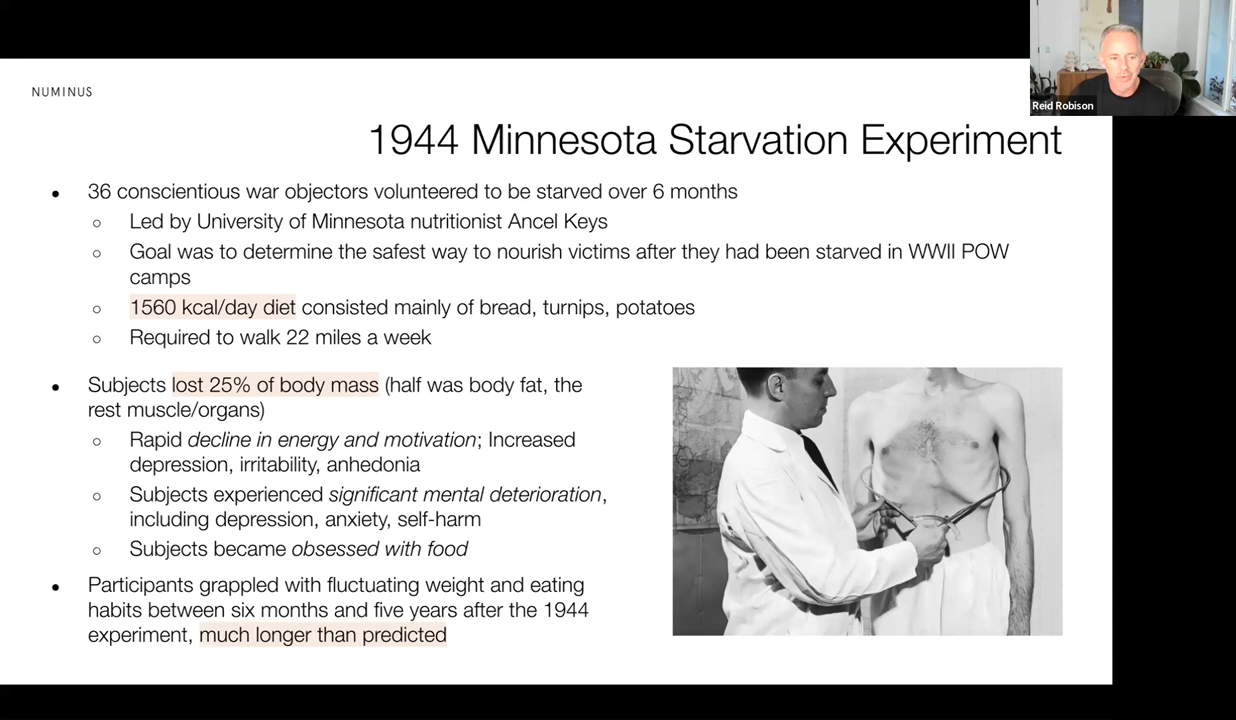 NUMINUS
Reid Robison
1944 Minnesota Starvation Experiment
• 36 conscientious war objectors volunteered to be starved over 6 months
○ Led by University of Minnesota nutritionist Ancel Keys
○ Goal was to determine the safest way to nourish victims after they had been starved in WWII POW
camps
○ 1560 kcal/day diet consisted mainly of bread, turnips, potatoes
○ Required to walk 22 miles a week
• Subjects lost 25% of body mass (half was body fat, the
rest muscle/organs)
○ Rapid decline in energy and motivation; Increased
depression, irritability, anhedonia
○ Subjects experienced significant mental deterioration,
including depression, anxiety, self-harm
○ Subjects became obsessed with food
• Participants grappled with fluctuating weight and eating
habits between six months and five years after the 1944
experiment, much longer than predicted